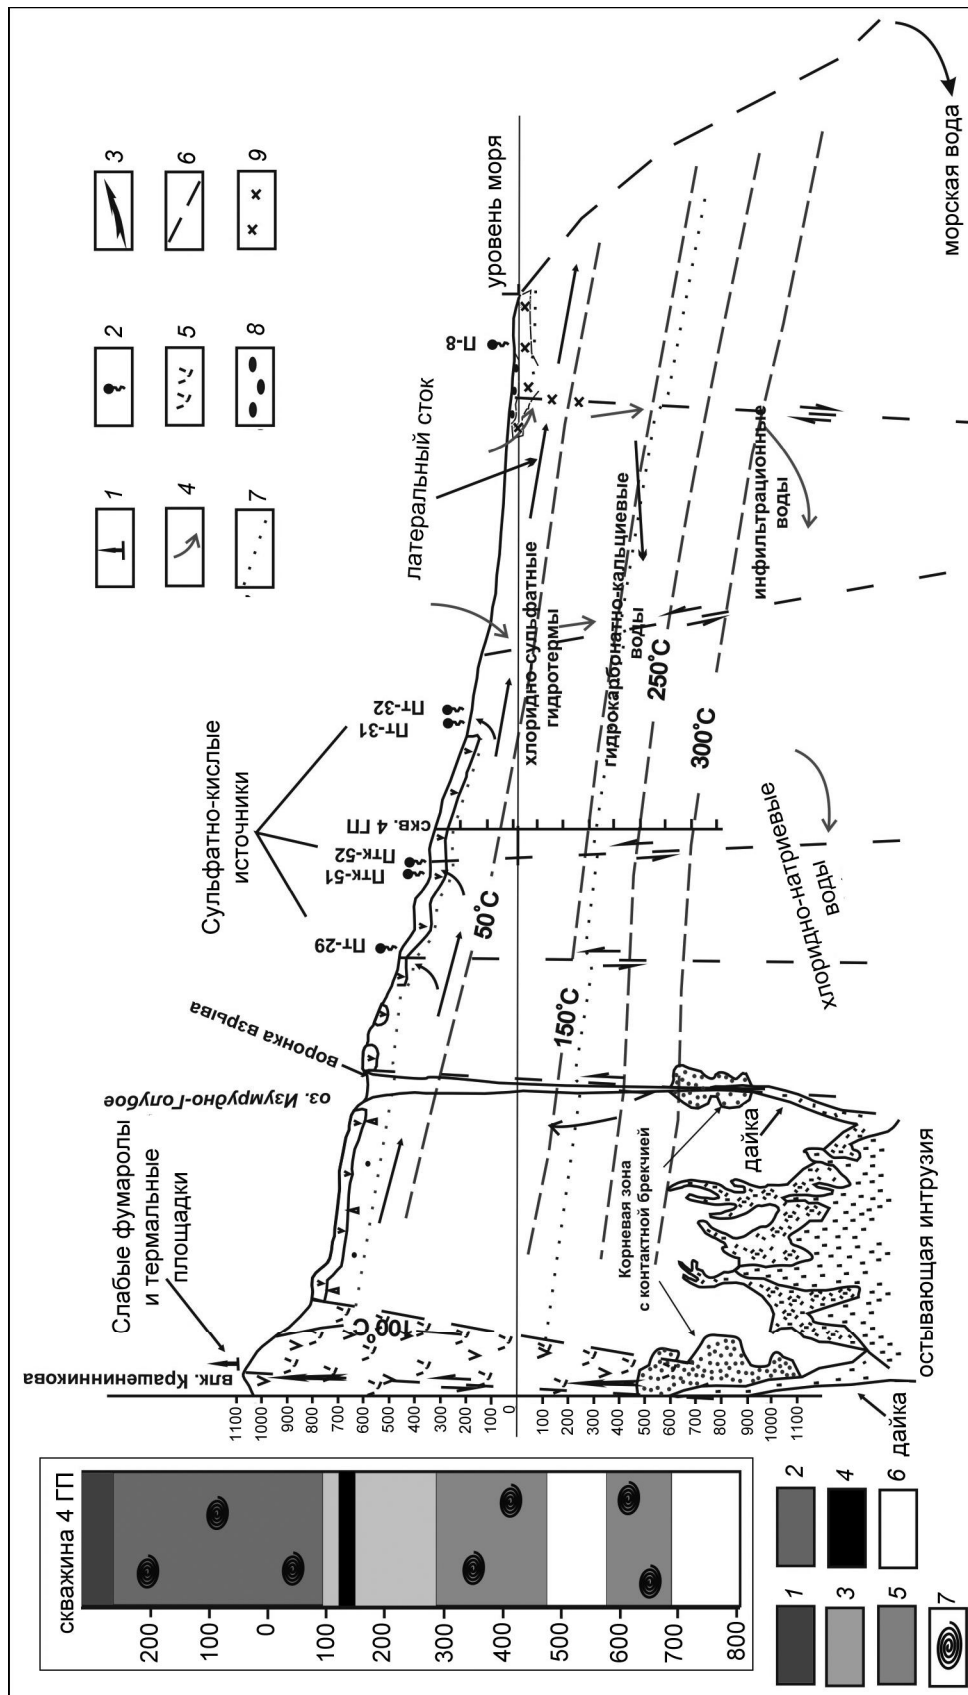 1
2
3
4
5
6
7
8
9
Слабые фумаролы
и термальные
площадки
влк. Крашенинникова
оз. Изумрудно-Голубое
воронка взрыва
Сульфатно-кислые
источники
Пт-29
Птк-51
Птк-52
скв. 4 ГП
Пт-31
Пт-32
латеральный сток
П-8
уровень моря
морская вода
100°C
50°C
150°C
250°C
300°C
хлоридно-сульфатные
гидротермы
гидрокарбонатно-кальциевые
воды
инфильтрационные
воды
хлоридно-натриевые
воды
Корневая зона
с контактной брекчией
дайка
остывающая интрузия
дайка
1100
1000
900
800
700
600
500
400
300
200
100
0
100
200
300
400
500
600
700
800
900
1000
1100
скважина 4 ГП
200
100
0
100
200
300
400
500
600
700
800
1
2
3
4
5
6
7